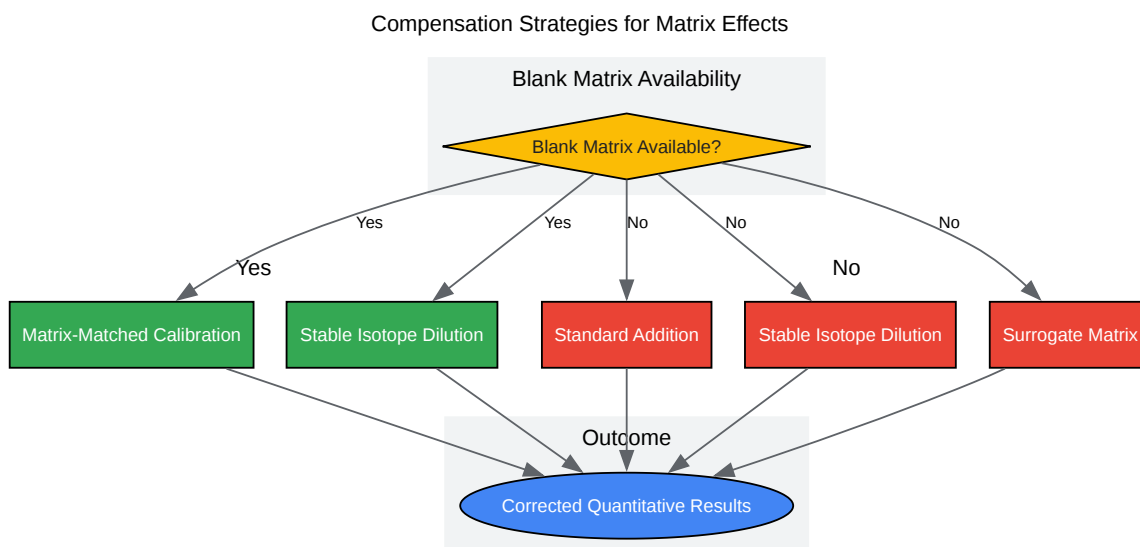 Compensation Strategies for Matrix Effects
Blank Matrix Availability
Blank Matrix Available?
Yes
Yes
No
No
No
Yes
No
Matrix-Matched Calibration
Stable Isotope Dilution
Standard Addition
Stable Isotope Dilution
Surrogate Matrix
Outcome
Corrected Quantitative Results